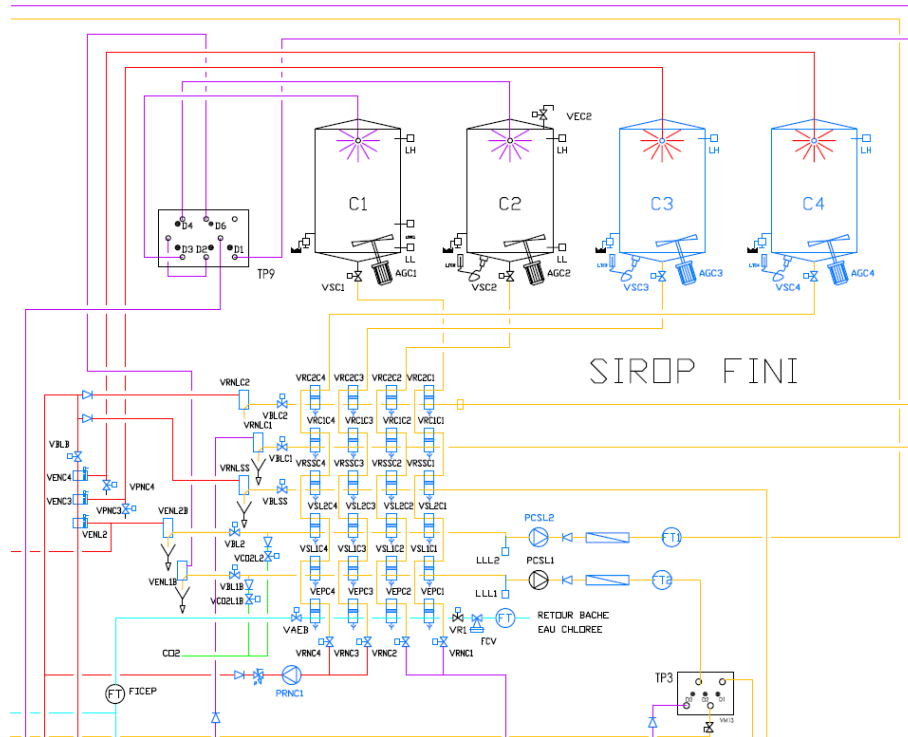 VEC2
LH
LH
LH
LH
C1
C2
C3
C4
D4
D6
D3
D2
D1
TP9
LL
LL
AGC1
AGC2
AGC3
AGC4
VSC1
VSC2
VSC3
VSC4
SIROP FINI
VRNLC2
VRC2C4
VRC2C3
VRC2C2
VRC2C1
VBLC2
VRNLC1
VRC1C4
VRC1C3
VRC1C2
VRC1C1
VBLB
VBLC1
VRNLSS
VRSSC4
VRSSC3
VRSSC2
VRSSC1
VENC4
VPNC4
VBLSS
VENC3
VPNC3
VENL2B
VSL2C4
VSL2C3
VSL2C2
VSL2C1
PCSL2
VENL2
VBL2
FT1
VCO2L2
LLL2
VENL1B
VSL1C4
VSL1C3
VSL1C2
VSL1C1
PCSL1
VBL1B
FT2
VCO2L1B
LLL1
VEPC4
VEPC3
VEPC2
VEPC1
VAEB
VR1
FCV
FT
RETOUR BACHE
EAU CHLOREE
CO2
VRNC4
VRNC3
VRNC2
VRNC1
PRNC1
FT
FICEP
TP3
D3
D2
D1
VM13